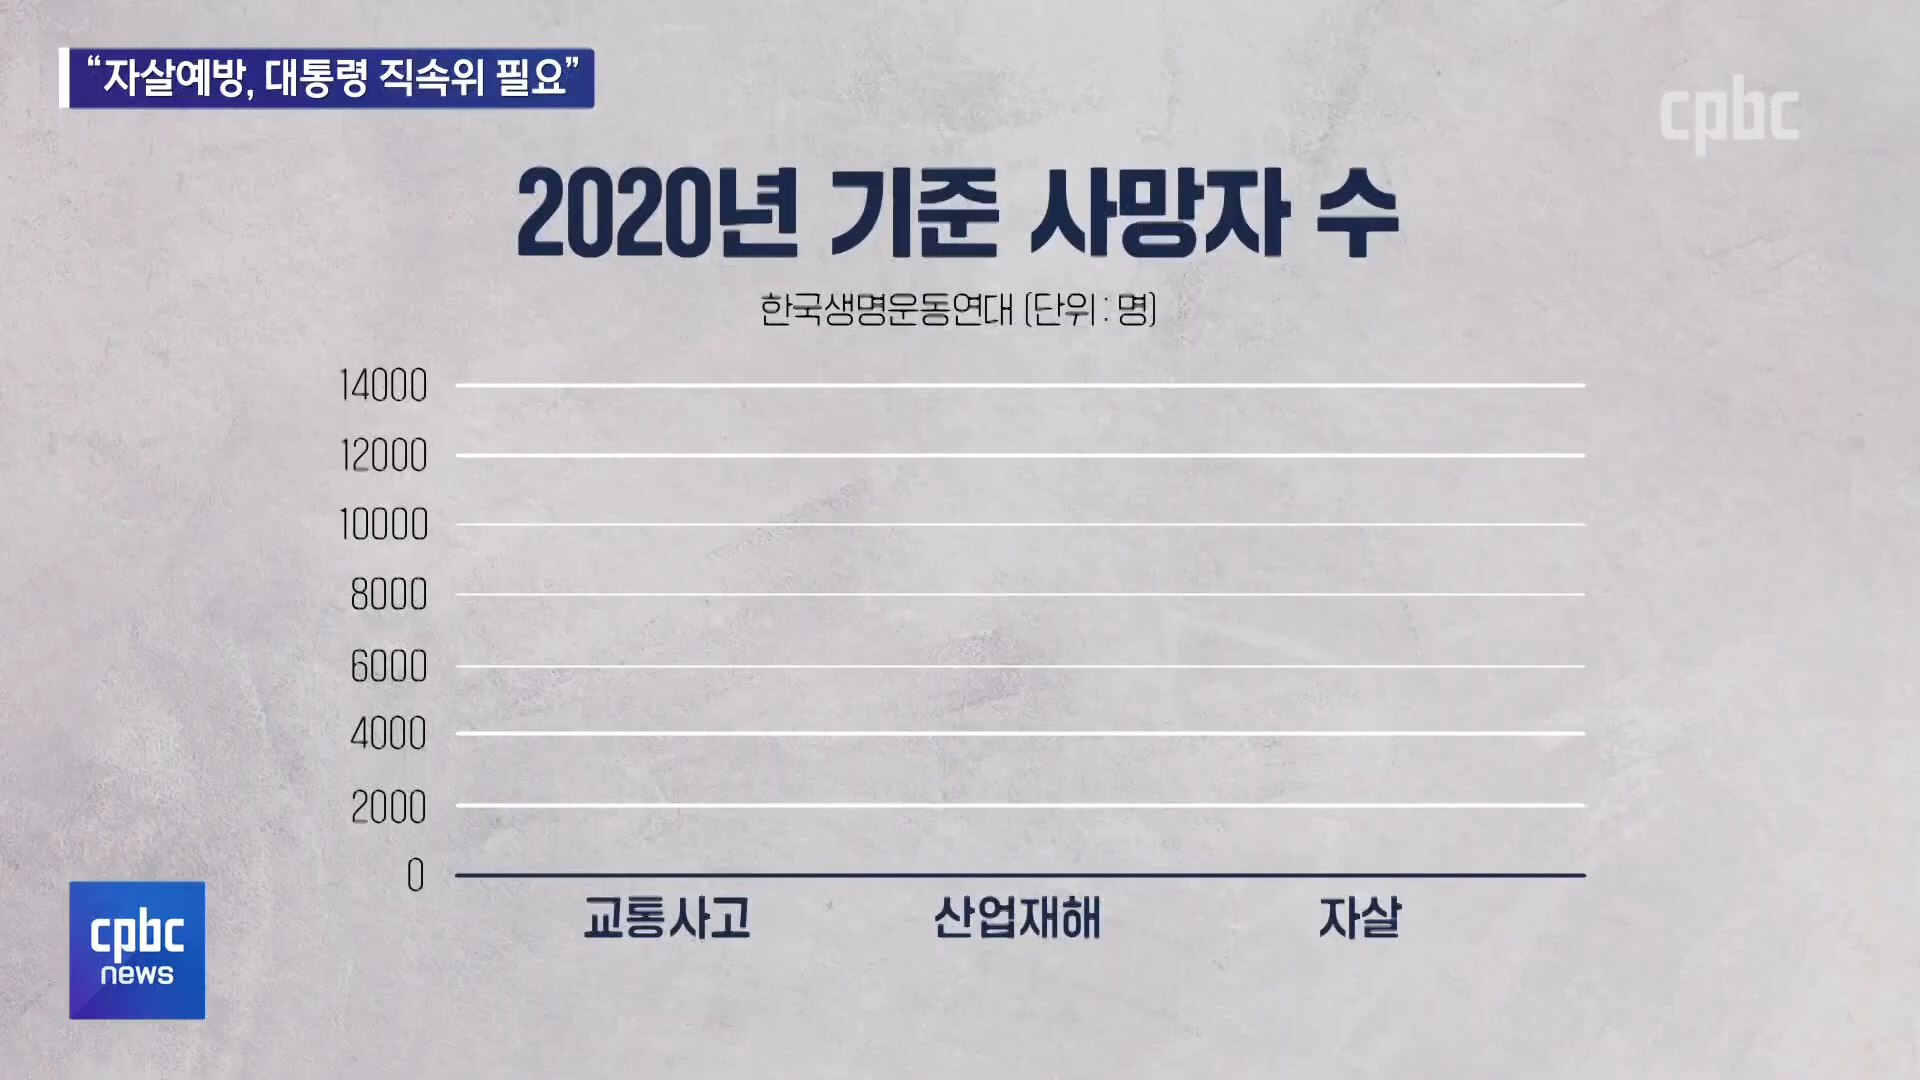 “자살예방, 대통령 직속위 필요”
cpbc
2020년 기준 사망자 수
한국생명운동연대 (단위 : 명)
14000
12000
10000
8000
6000
4000
2000
0
교통사고 산업재해 자살
cpbc
news